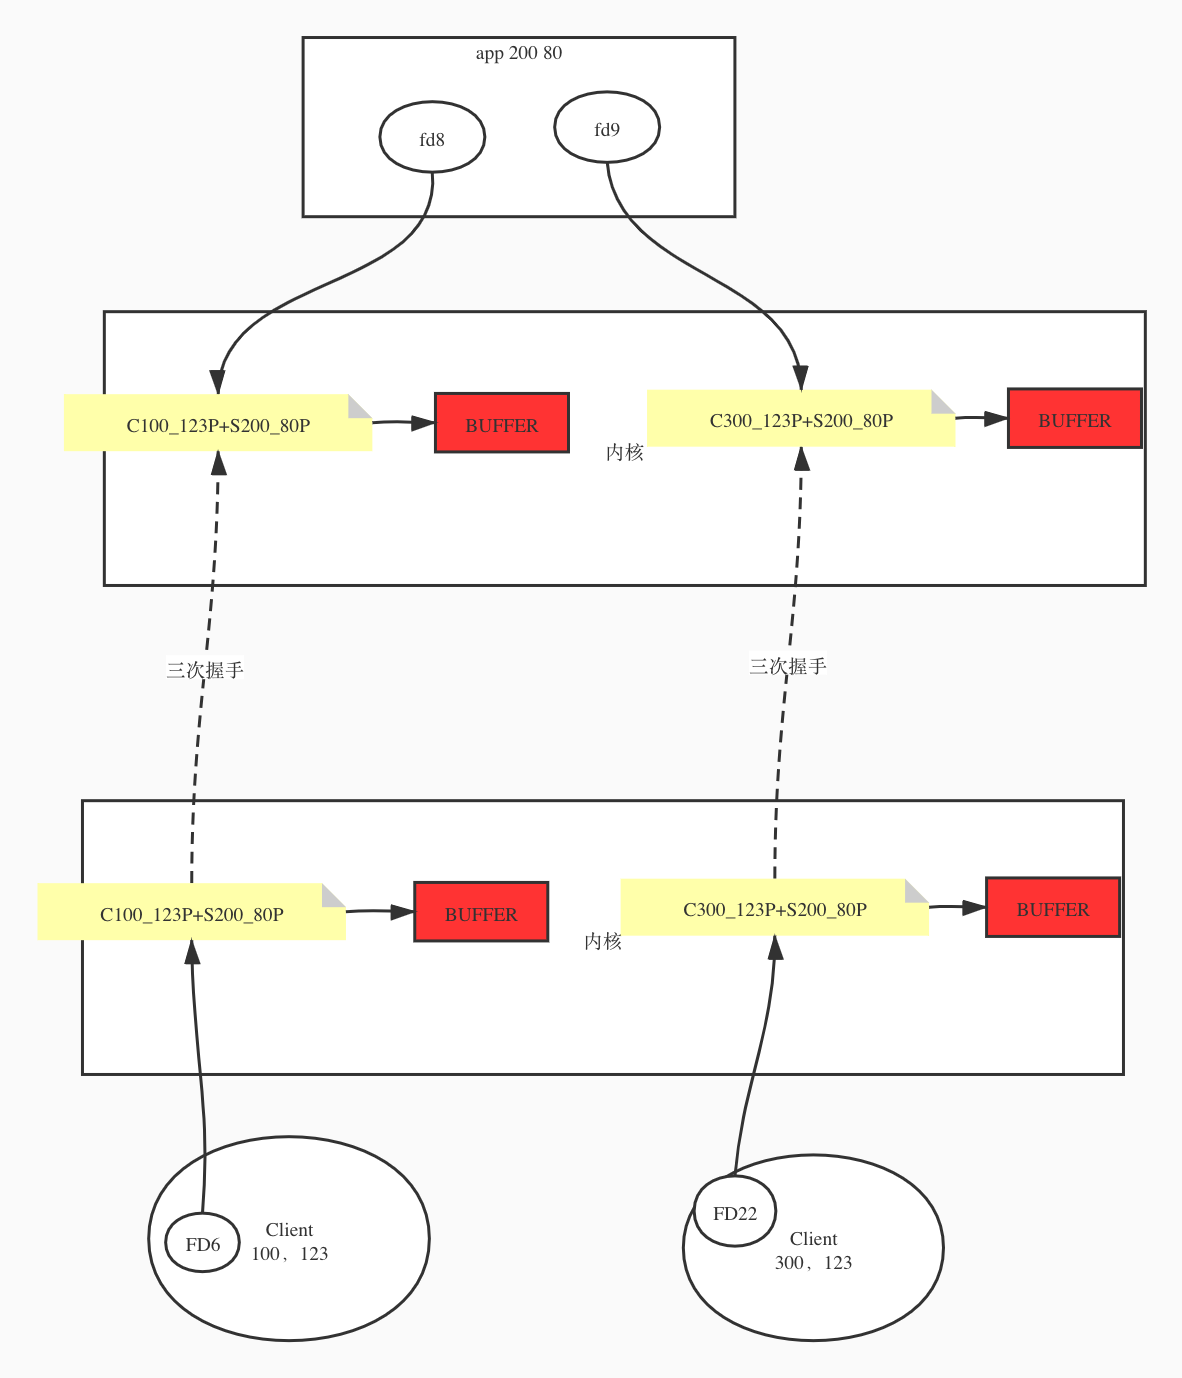 app 200 80
fd8
fd9
C100_123P+S200_80P
BUFFER
内核
C300_123P+S200_80P
BUFFER
三次握手
三次握手
C100_123P+S200_80P
BUFFER
内核
C300_123P+S200_80P
BUFFER
FD6
Client
100，123
FD22
Client
300，123